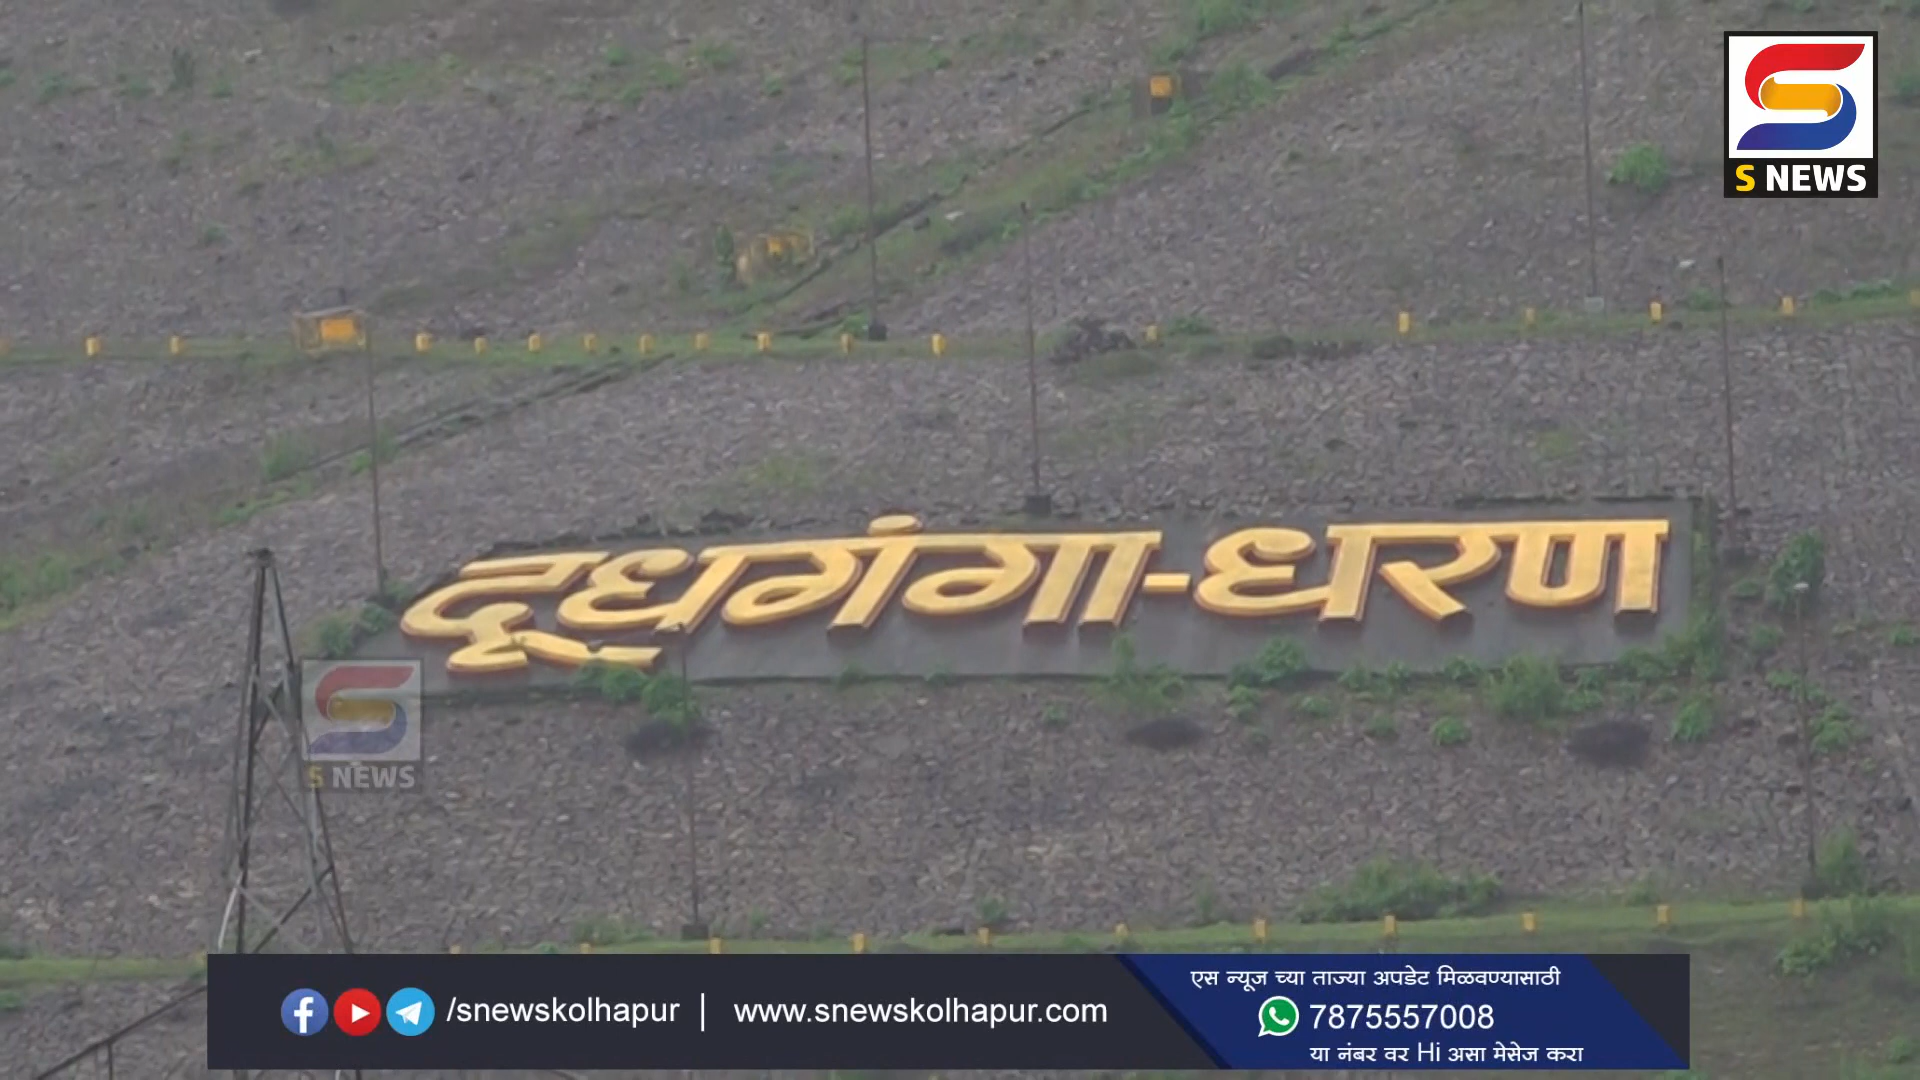 S NEWS
दूधगंगा-धरण
S NEWS
/snewskolhapur | www.snewskolhapur.com
एस न्यूज च्या ताज्या अपडेट मिळवण्यासाठी
7875557008
या नंबर वर Hi असा मेसेज करा